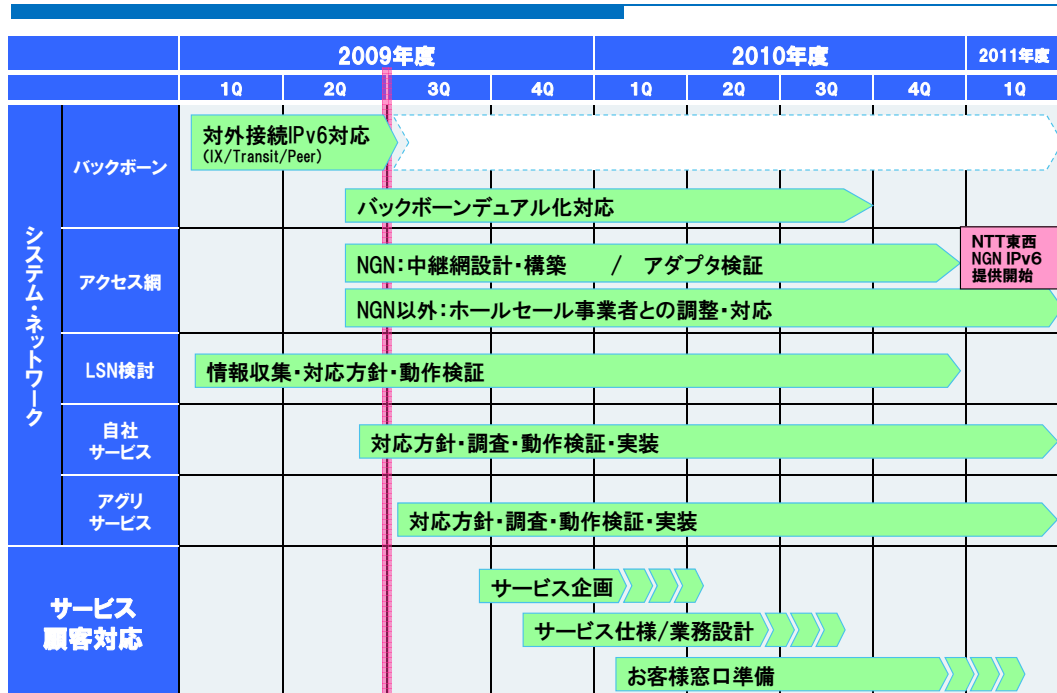 2009年度
2010年度
2011年度
1Q
2Q
3Q
4Q
1Q
2Q
3Q
4Q
1Q
システム・ネットワーク
バックボーン
対外接続IPv6対応
(IX/Transit/Peer)
バックボーンデュアル化対応
アクセス網
NGN:中継網設計・構築 / アダプタ検証
NTT東西
NGN IPv6
提供開始
NGN以外:ホールセール事業者との調整・対応
LSN検討
情報収集・対応方針・動作検証
自社
サービス
対応方針・調査・動作検証・実装
アグリ
サービス
対応方針・調査・動作検証・実装
サービス
顧客対応
サービス企画
サービス仕様/業務設計
お客様窓口準備